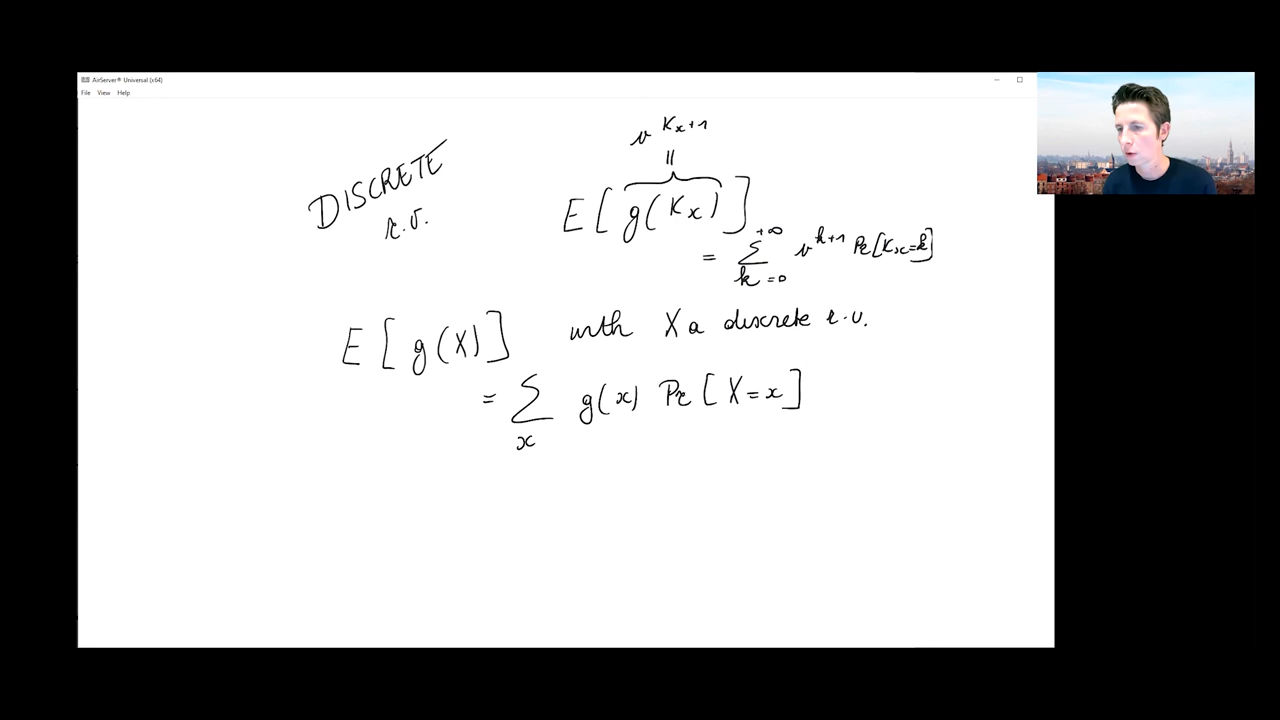 AirServer® Universal (x64)
File View Help
DISCRETE
r.v.
v^{K_x+1}
||
E[g(K_x)]
= Σ_{k=0}^{+∞} v^{k+1} Pr[K_x=k]
E[g(X)] with X a discrete r.v.
= Σ_x g(x) Pr[X=x]